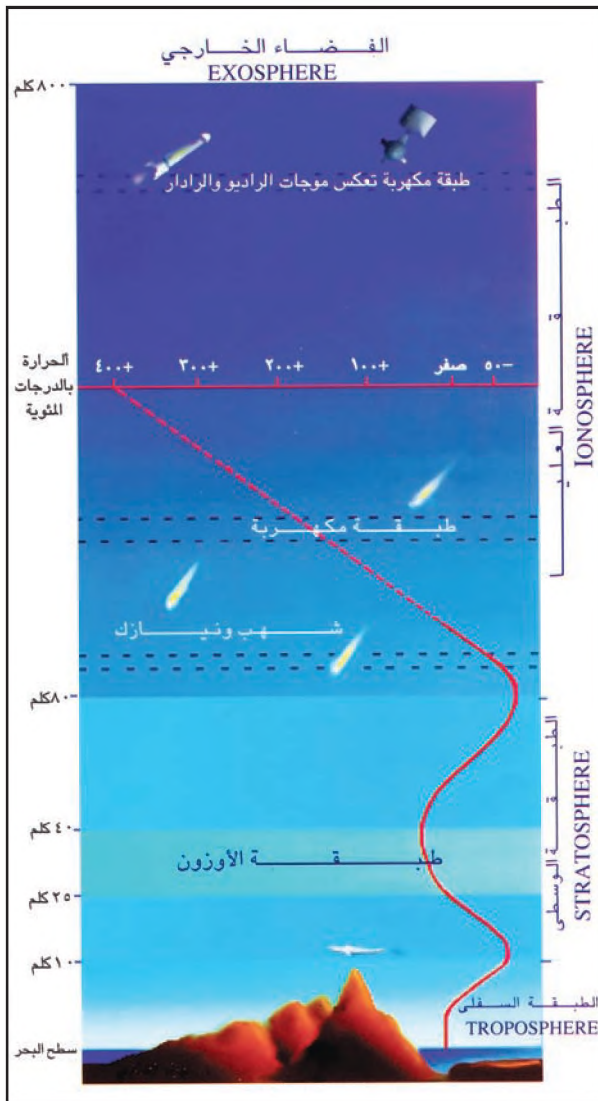 الفضاء الخارجي
EXOSPHERE
٨٠٠ كلم
طبقة مكهربة تعكس موجات الراديو والرادار
الطبقة العليا
IONOSPHERE
الحرارة بالدرجات المئوية
+٤٠٠ +٣٠٠ +٢٠٠ +١٠٠ صفر -٥٠
طبقة مكهربة
شهب ونيازك
٨٠ كلم
الطبقة الوسطى
STRATOSPHERE
٤٠ كلم
طبقة الأوزون
٢٥ كلم
١٠ كلم
الطبقة السفلى
TROPOSPHERE
سطح البحر